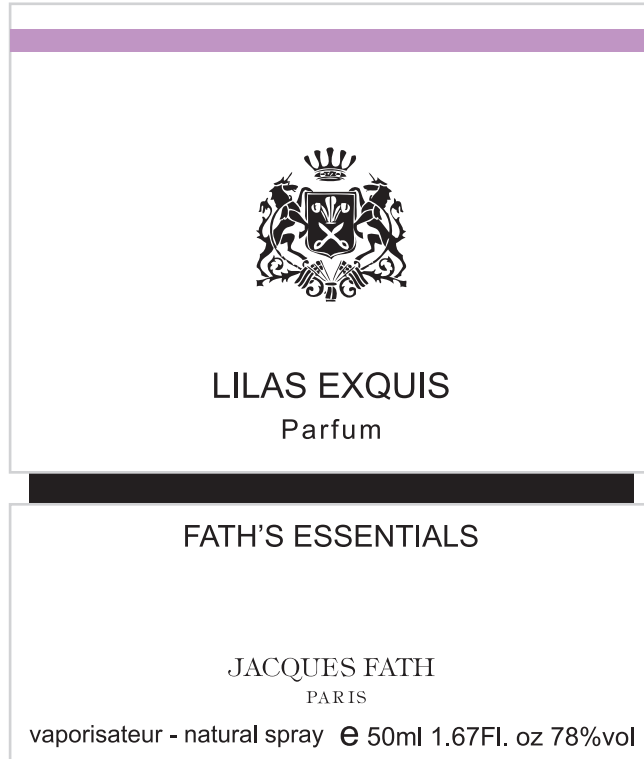 LILAS EXQUIS
Parfum
FATH'S ESSENTIALS
JACQUES FATH
PARIS
vaporisateur - natural spray e 50ml 1.67Fl. oz 78%vol